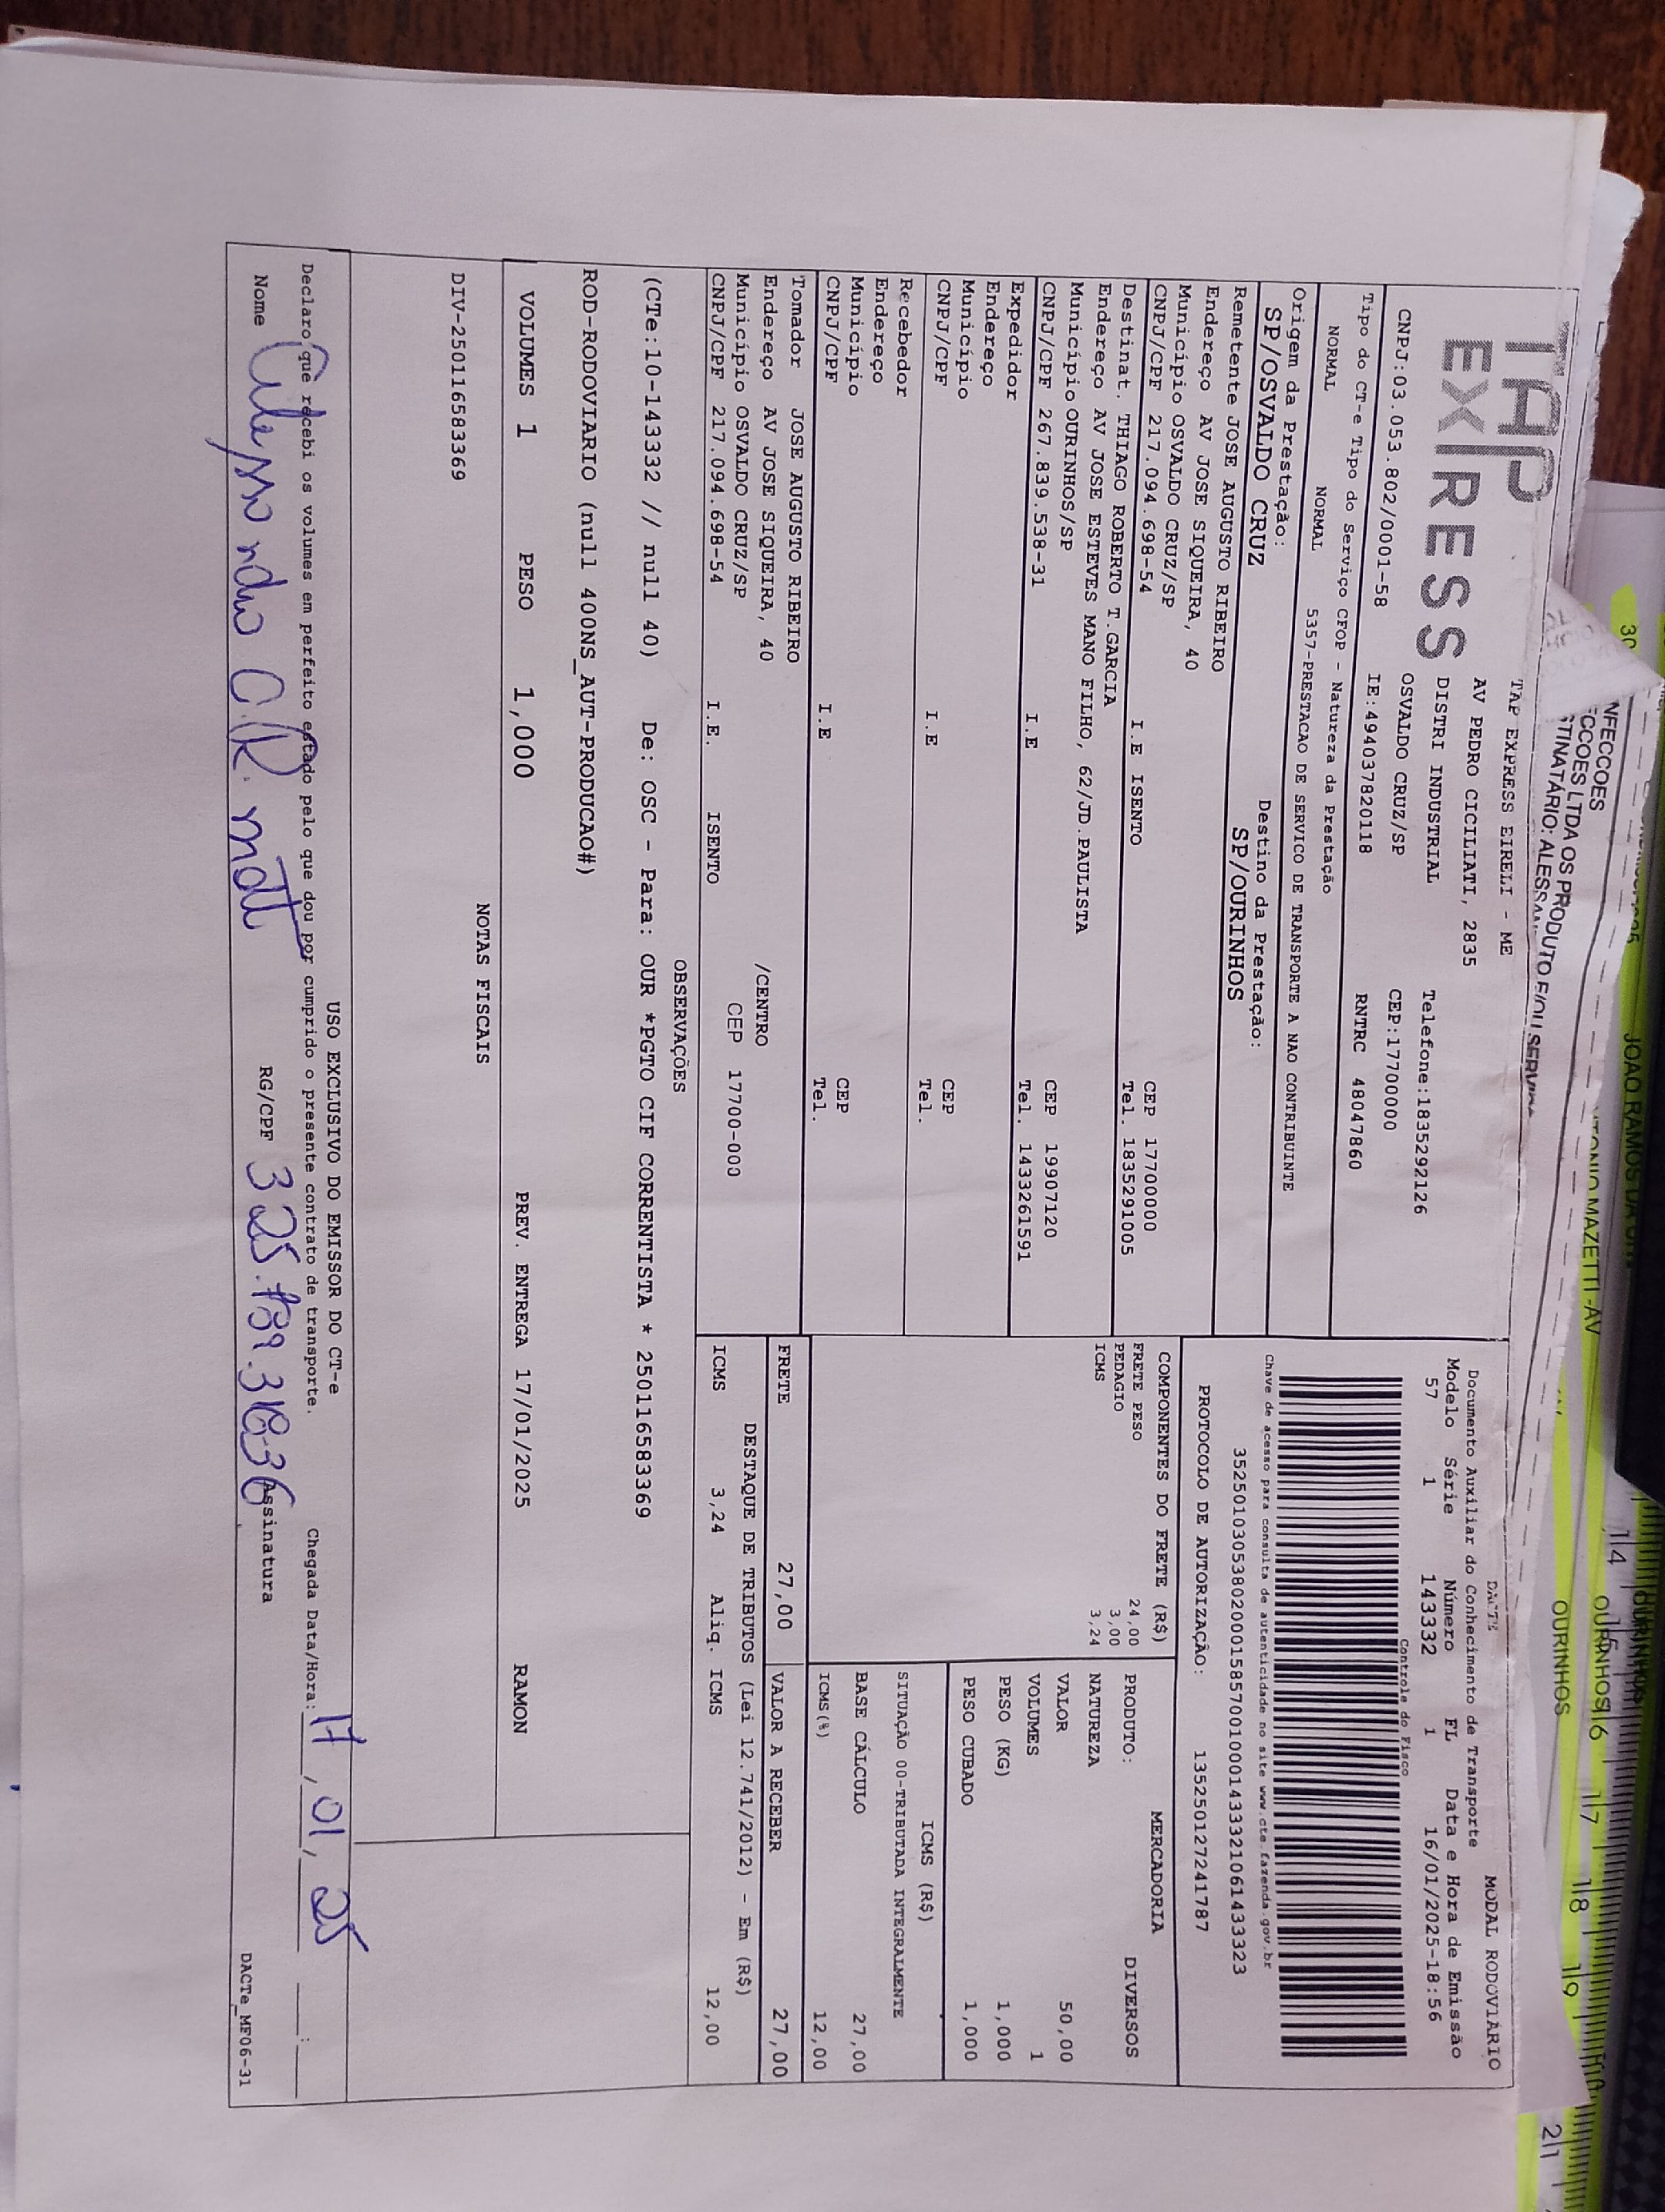 TAP
EXPRESS
TAP EXPRESS EIRELI - ME
AV PEDRO CICILIATI, 2835
DISTRI INDUSTRIAL
Telefone:1835292126
OSVALDO CRUZ/SP
CEP:17700000
CNPJ:03.053.802/0001-58
IE:494037820118
RNTRC 48047860
Tipo do CT-e Tipo do Serviço CFOP - Natureza da Prestação
NORMAL NORMAL 5357-PRESTACAO DE SERVICO DE TRANSPORTE A NAO CONTRIBUINTE
Origem da Prestação: Destino da Prestação:
SP/OSVALDO CRUZ SP/OURINHOS
Remetente JOSE AUGUSTO RIBEIRO
Endereço AV JOSE SIQUEIRA, 40
Município OSVALDO CRUZ/SP CEP 17700000
CNPJ/CPF 217.094.698-54 I.E ISENTO Tel. 1835291005
Destinat. THIAGO ROBERTO T.GARCIA
Endereço AV JOSE ESTEVES MANO FILHO, 62/JD.PAULISTA
Município OURINHOS/SP CEP 19907120
CNPJ/CPF 267.839.538-31 I.E Tel. 1433261591
Expedidor
Endereço
Município CEP
CNPJ/CPF I.E Tel.
Recebedor
Endereço
Município CEP
CNPJ/CPF I.E Tel.
Tomador JOSE AUGUSTO RIBEIRO
Endereço AV JOSE SIQUEIRA, 40 /CENTRO
Município OSVALDO CRUZ/SP CEP 17700-000
CNPJ/CPF 217.094.698-54 I.E. ISENTO
DACTE
MODAL RODOVIÁRIO
Documento Auxiliar do Conhecimento de Transporte
Modelo Série Número FL Data e Hora de Emissão
57 1 143332 1 16/01/2025-18:56
Controle do Fisco
Chave de acesso para consulta de autenticidade no site www.cte.fazenda.gov.br
35250103053802000158570010001433321061433323
PROTOCOLO DE AUTORIZAÇÃO: 135250127241787
COMPONENTES DO FRETE (R$)
FRETE PESO 24,00
PEDAGIO 3,00
ICMS 3,24
MERCADORIA
PRODUTO: DIVERSOS
NATUREZA
VALOR 50,00
VOLUMES 1
PESO (KG) 1,000
PESO CUBADO 1,000
ICMS (R$)
SITUAÇÃO 00-TRIBUTADA INTEGRALMENTE
BASE CÁLCULO 27,00
ICMS(%) 12,00
FRETE 27,00 VALOR A RECEBER 27,00
DESTAQUE DE TRIBUTOS (Lei 12.741/2012) - Em (R$)
ICMS 3,24 Aliq. ICMS 12,00
OBSERVAÇÕES
(CTe:10-143332 // null 40) De: OSC - Para: OUR *PGTO CIF CORRENTISTA * 250116583369
ROD-RODOVIARIO (null 400NS_AUT-PRODUCAO#)
VOLUMES 1 PESO 1,000 PREV. ENTREGA 17/01/2025 RAMON
NOTAS FISCAIS
DIV-250116583369
USO EXCLUSIVO DO EMISSOR DO CT-e
Declaro que recebi os volumes em perfeito estado pelo que dou por cumprido o presente contrato de transporte. Chegada Data/Hora: 17 / 01 / 25 :
Nome RG/CPF Assinatura
DACTe_MF06-31
NFECCOES
CCOES LTDA OS PRODUTO E/OU
TINATÁRIO:
JOAO RAMOS
MAZETTI -AV
OURINHOS
OURINHOS
OURINHOS
14
16
17
18
19
21